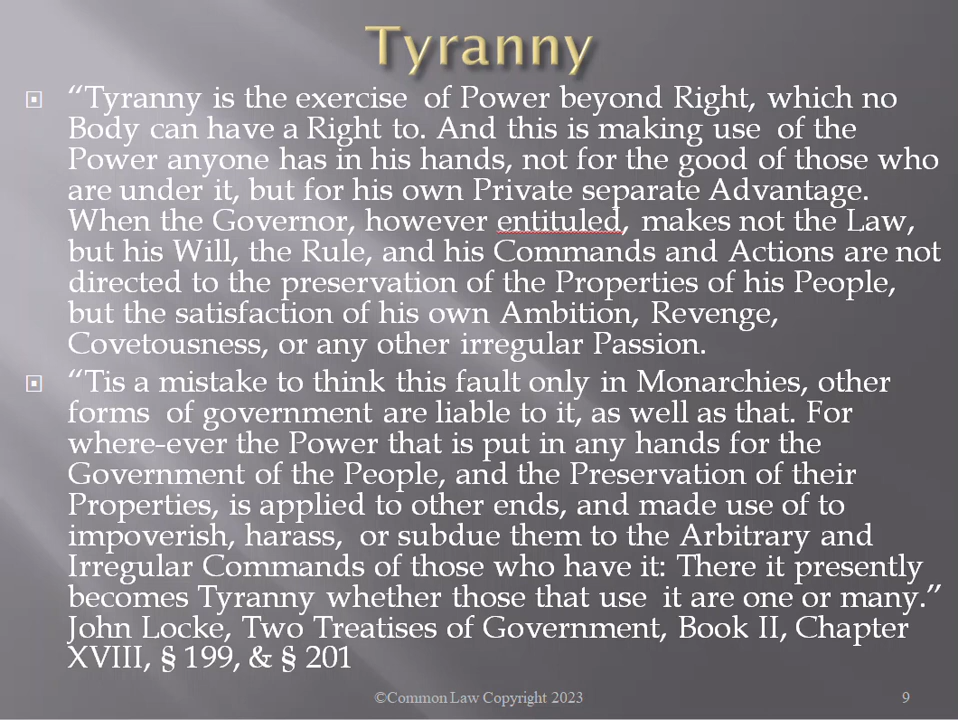 Tyranny
“Tyranny is the exercise of Power beyond Right, which no
Body can have a Right to. And this is making use of the
Power anyone has in his hands, not for the good of those who
are under it, but for his own Private separate Advantage.
When the Governor, however entituled, makes not the Law,
but his Will, the Rule, and his Commands and Actions are not
directed to the preservation of the Properties of his People,
but the satisfaction of his own Ambition, Revenge,
Covetousness, or any other irregular Passion.
“Tis a mistake to think this fault only in Monarchies, other
forms of government are liable to it, as well as that. For
where-ever the Power that is put in any hands for the
Government of the People, and the Preservation of their
Properties, is applied to other ends, and made use of to
impoverish, harass, or subdue them to the Arbitrary and
Irregular Commands of those who have it: There it presently
becomes Tyranny whether those that use it are one or many.”
John Locke, Two Treatises of Government, Book II, Chapter
XVIII, § 199, & § 201
©Common Law Copyright 2023
9